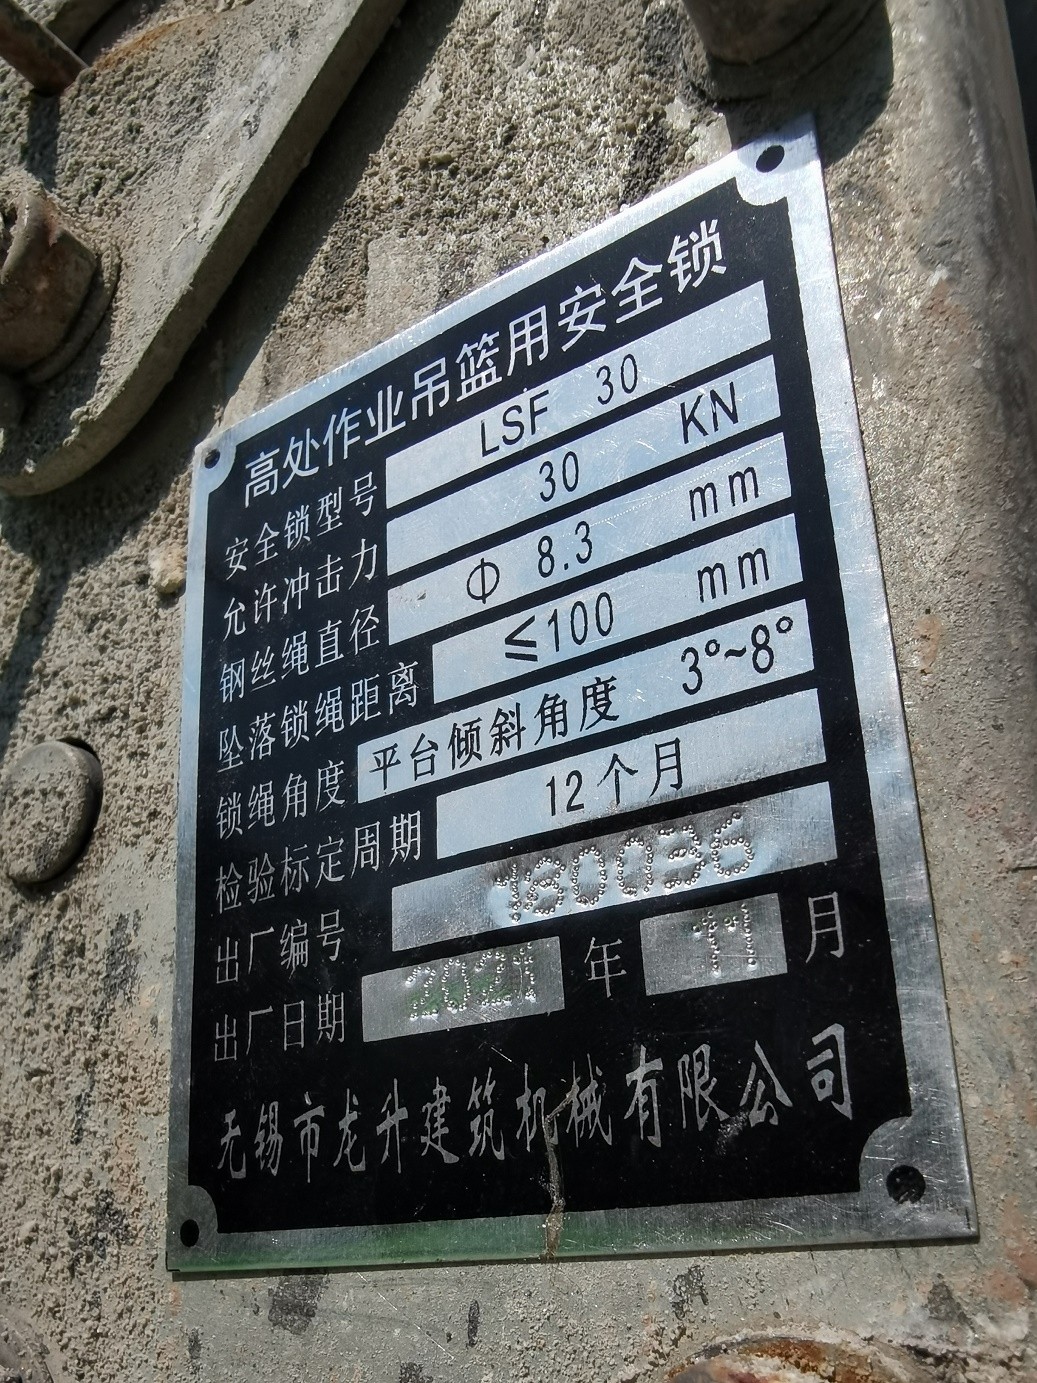 高处作业吊篮用安全锁
安全锁型号 LSF 30
允许冲击力 30 KN
钢丝绳直径 Φ 8.3 mm
坠落锁绳距离 ≤100 mm
锁绳角度 平台倾斜角度 3°~8°
检验标定周期 12个月
出厂编号 180036
出厂日期 2021 年 11 月
无锡市龙升建筑机械有限公司